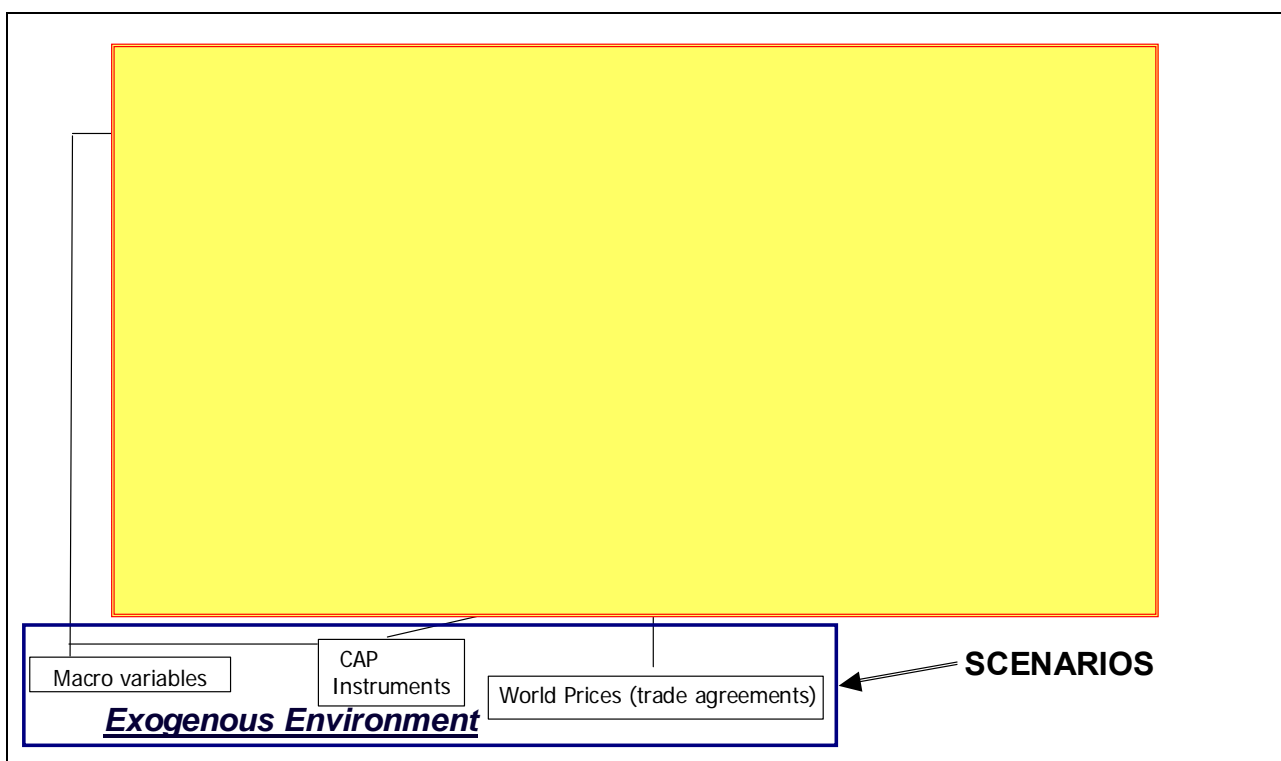 Macro variables
CAP
Instruments
World Prices (trade agreements)
SCENARIOS
Exogenous Environment